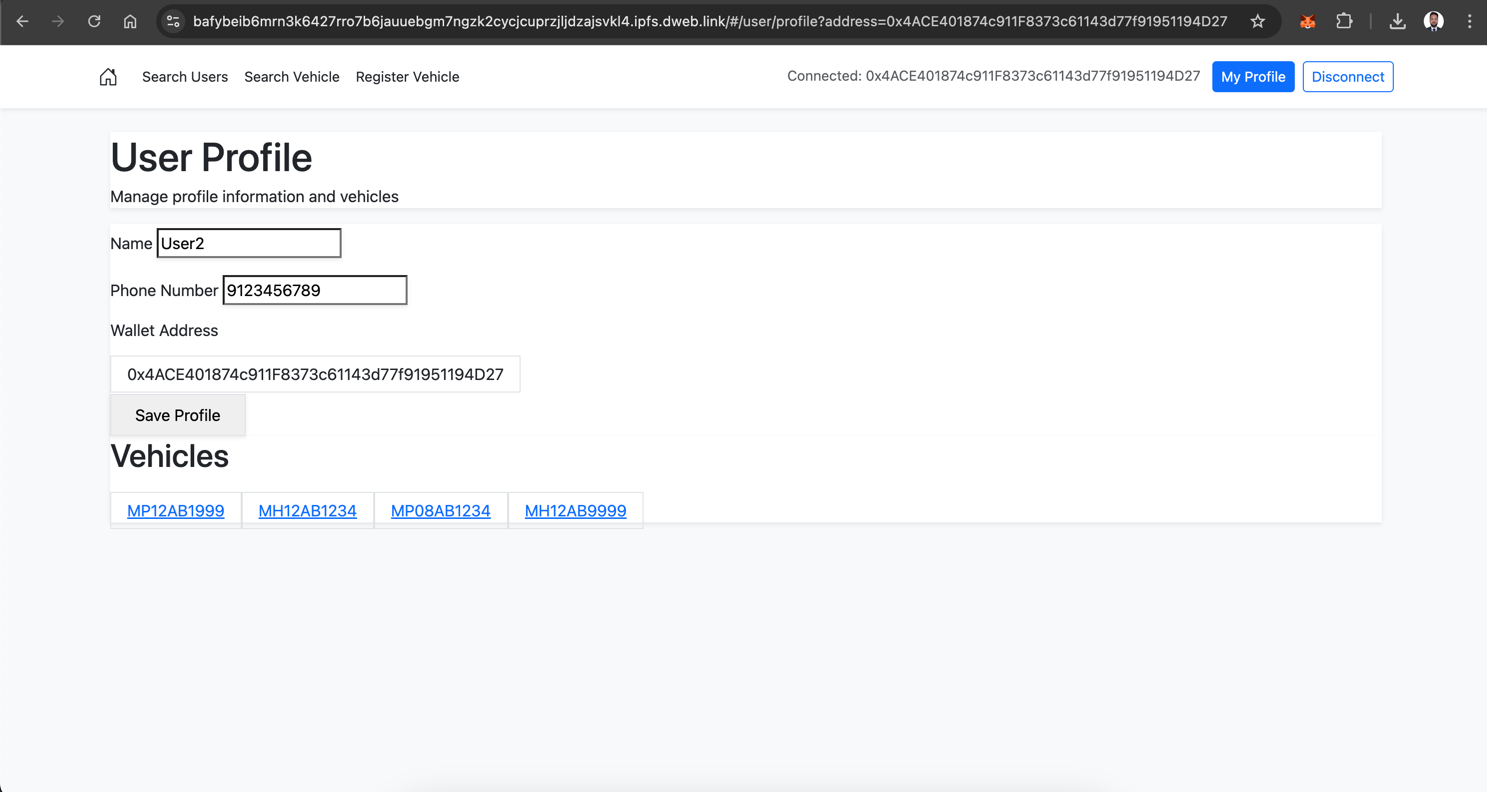 bafybeib6mrn3k6427rro7b6jauuebgm7ngzk2cycjcuprzjljdzajsvkl4.ipfs.dweb.link/#/user/profile?address=0x4ACE401874c911F8373c61143d77f91951194D27
Search Users Search Vehicle Register Vehicle Connected: 0x4ACE401874c911F8373c61143d77f91951194D27 My Profile Disconnect
User Profile
Manage profile information and vehicles
Name User2
Phone Number 9123456789
Wallet Address
0x4ACE401874c911F8373c61143d77f91951194D27
Save Profile
Vehicles
MP12AB1999 MH12AB1234 MP08AB1234 MH12AB9999